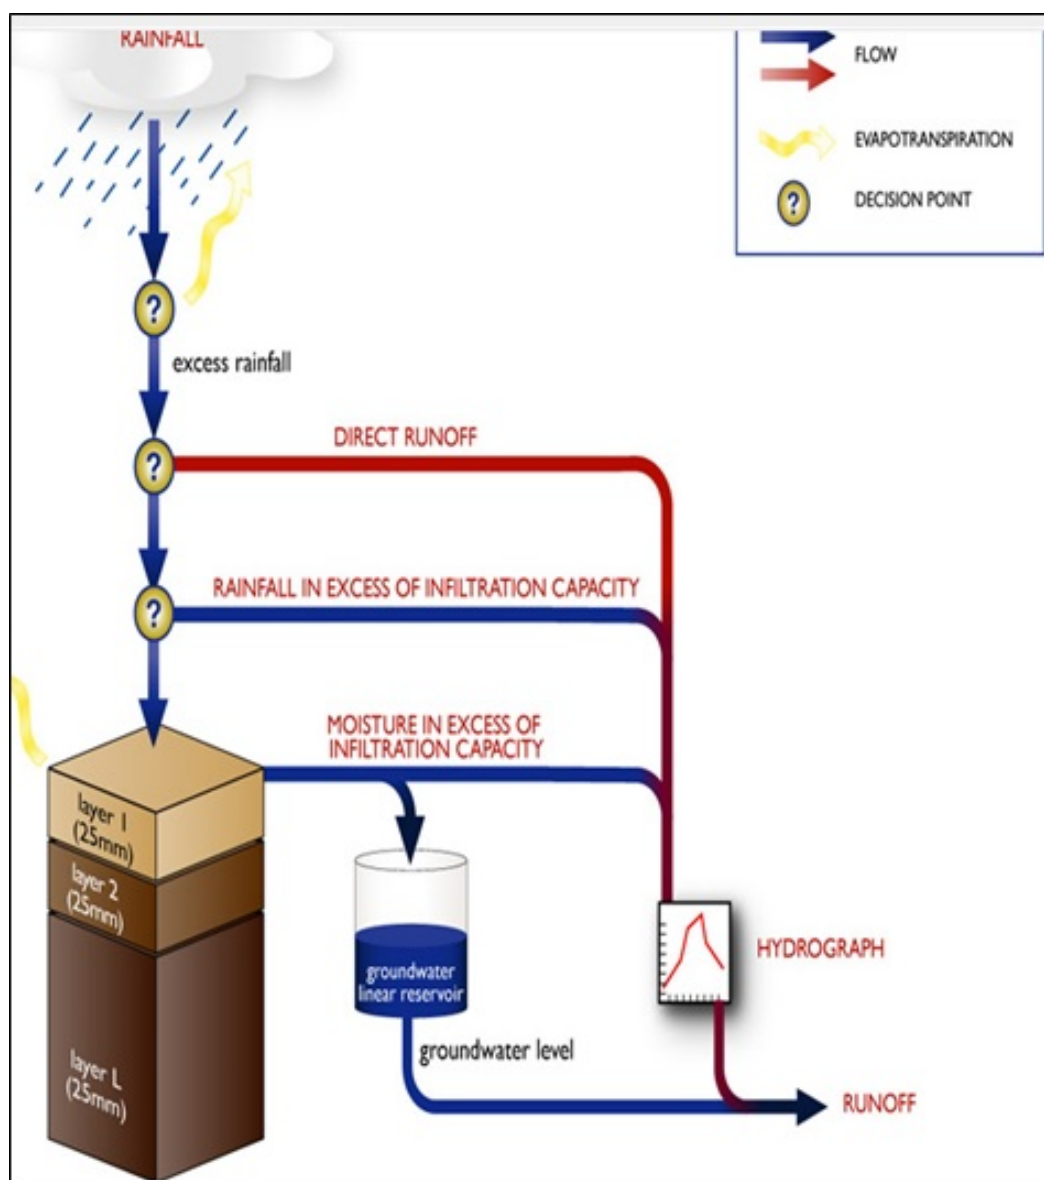 RAINFALL
FLOW
EVAPOTRANSPIRATION
?
DECISION POINT
?
excess rainfall
DIRECT RUNOFF
?
RAINFALL IN EXCESS OF INFILTRATION CAPACITY
?
MOISTURE IN EXCESS OF
INFILTRATION CAPACITY
layer 1
(25mm)
layer 2
(25mm)
layer L
(25mm)
groundwater
linear reservoir
HYDROGRAPH
groundwater level
RUNOFF